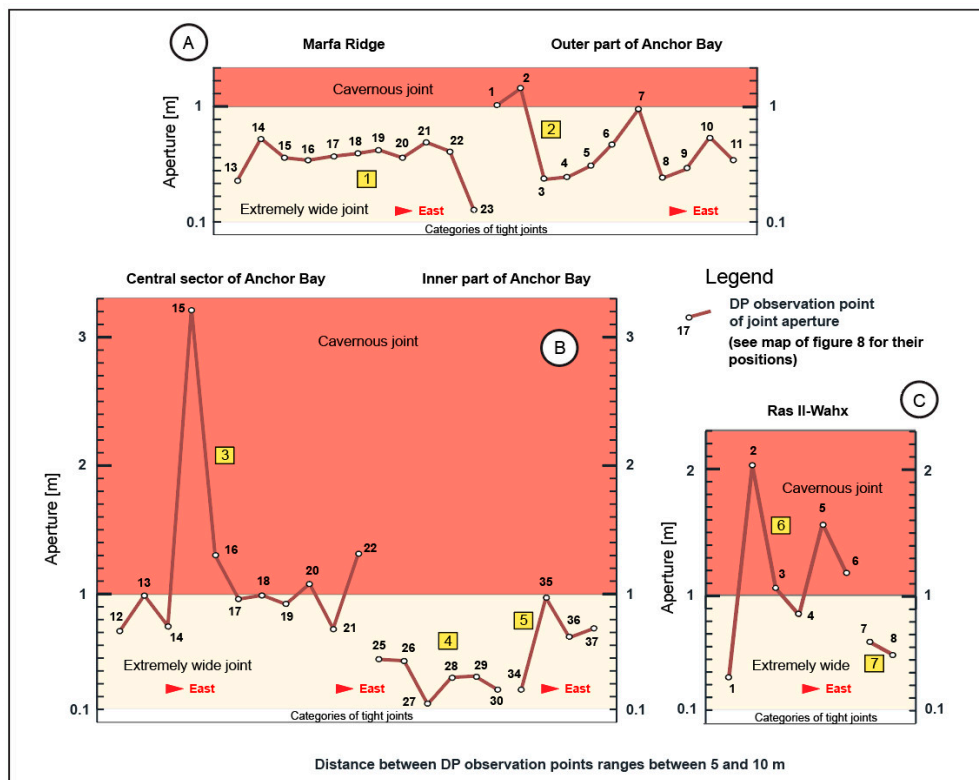 A
Marfa Ridge
Outer part of Anchor Bay
Cavernous joint
Aperture [m]
1
0.1
13
14
15
16
17
18
19
20
21
22
23
1
Extremely wide joint
East
1
2
3
4
5
6
7
8
9
10
11
2
East
1
0.1
Categories of tight joints
Central sector of Anchor Bay
Inner part of Anchor Bay
B
Cavernous joint
Aperture [m]
3
2
1
0.1
12
13
14
15
16
17
18
19
20
21
22
3
Extremely wide joint
East
East
25
26
27
28
29
30
4
34
35
36
37
5
East
3
2
1
0.1
Categories of tight joints
Legend
17
DP observation point
of joint aperture
(see map of figure 8 for their
positions)
C
Ras Il-Wahx
Cavernous joint
Aperture [m]
2
1
0.1
1
2
3
4
5
6
6
7
8
7
Extremely wide
East
2
1
0.1
Categories of tight joints
Distance between DP observation points ranges between 5 and 10 m